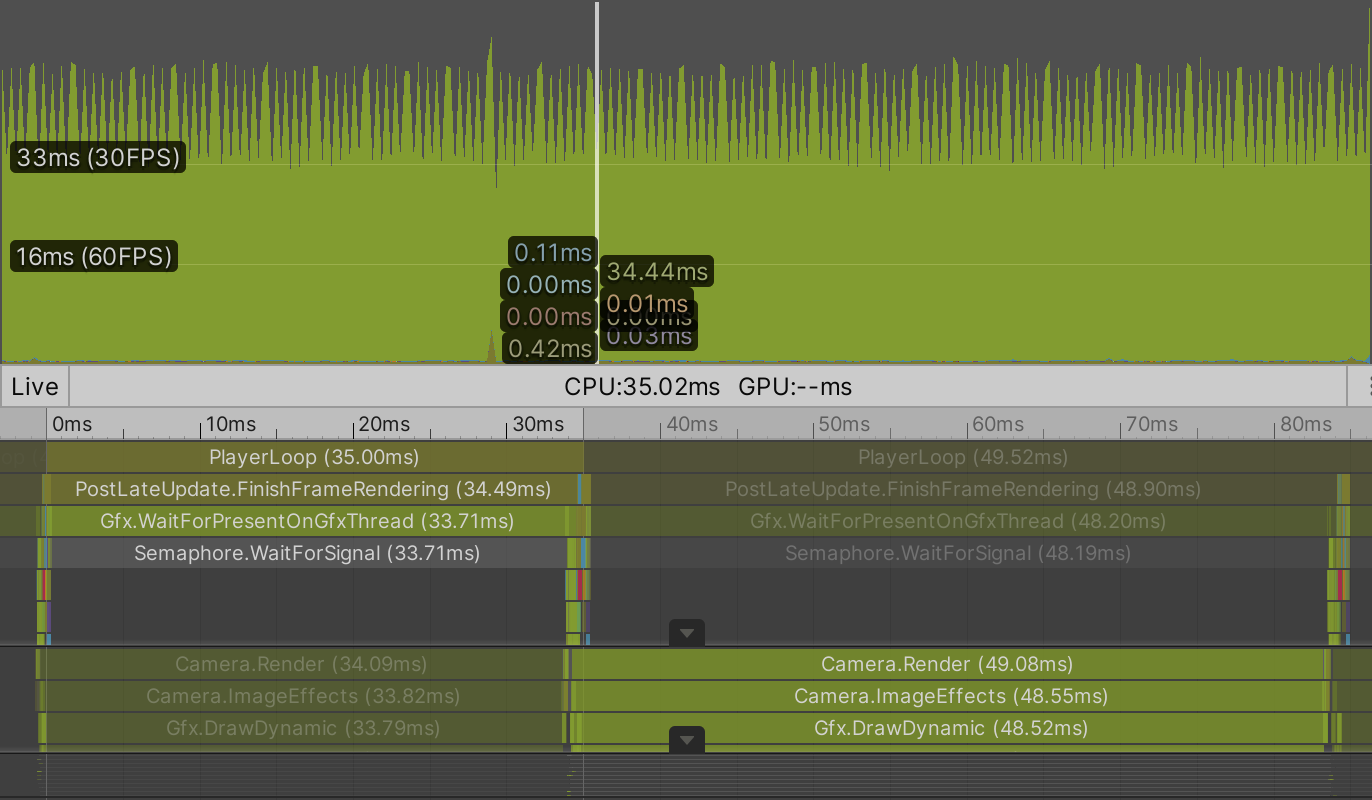 33ms (30FPS)
16ms (60FPS)
0.11ms
0.00ms
0.00ms
0.42ms
34.44ms
0.01ms
0.00ms
0.03ms
Live
CPU:35.02ms GPU:--ms
0ms 10ms 20ms 30ms 40ms 50ms 60ms 70ms 80ms
PlayerLoop (35.00ms) PlayerLoop (49.52ms)
PostLateUpdate.FinishFrameRendering (34.49ms) PostLateUpdate.FinishFrameRendering (48.90ms)
Gfx.WaitForPresentOnGfxThread (33.71ms) Gfx.WaitForPresentOnGfxThread (48.20ms)
Semaphore.WaitForSignal (33.71ms) Semaphore.WaitForSignal (48.19ms)
Camera.Render (34.09ms) Camera.Render (49.08ms)
Camera.ImageEffects (33.82ms) Camera.ImageEffects (48.55ms)
Gfx.DrawDynamic (33.79ms) Gfx.DrawDynamic (48.52ms)